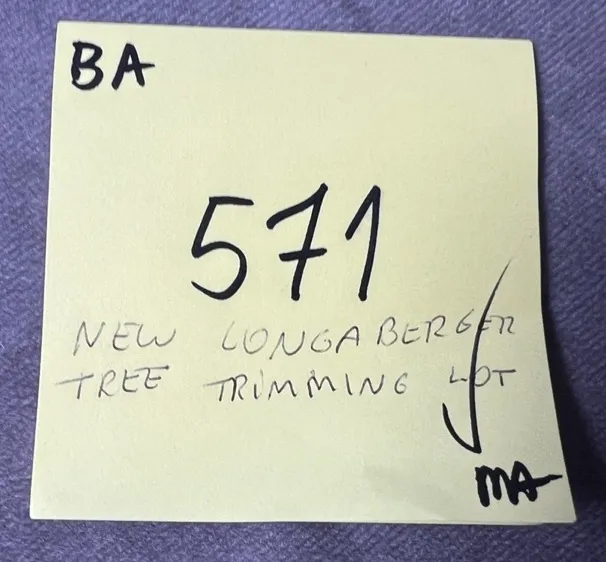 BA
571
NEW LONGABERGER
TREE TRIMMING LOT
MA